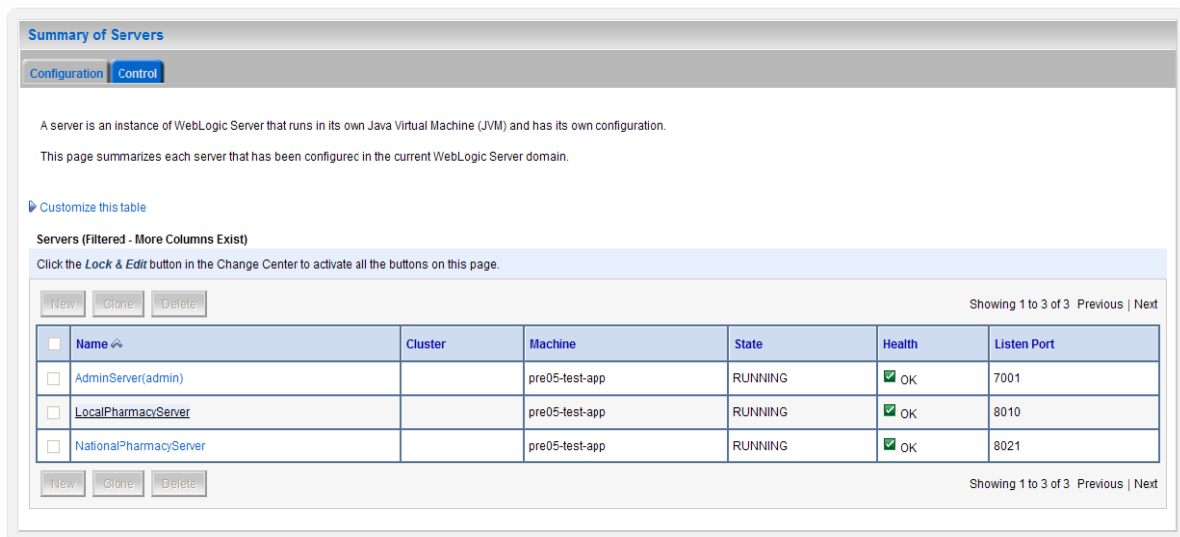 Summary of Servers
Configuration Control
A server is an instance of WebLogic Server that runs in its own Java Virtual Machine (JVM) and has its own configuration.
This page summarizes each server that has been configured in the current WebLogic Server domain.
Customize this table
Servers (Filtered - More Columns Exist)
Click the Lock & Edit button in the Change Center to activate all the buttons on this page.
New Clone Delete Showing 1 to 3 of 3 Previous | Next
Name Cluster Machine State Health Listen Port
AdminServer(admin) pre05-test-app RUNNING OK 7001
LocalPharmacyServer pre05-test-app RUNNING OK 8010
NationalPharmacyServer pre05-test-app RUNNING OK 8021
New Clone Delete Showing 1 to 3 of 3 Previous | Next